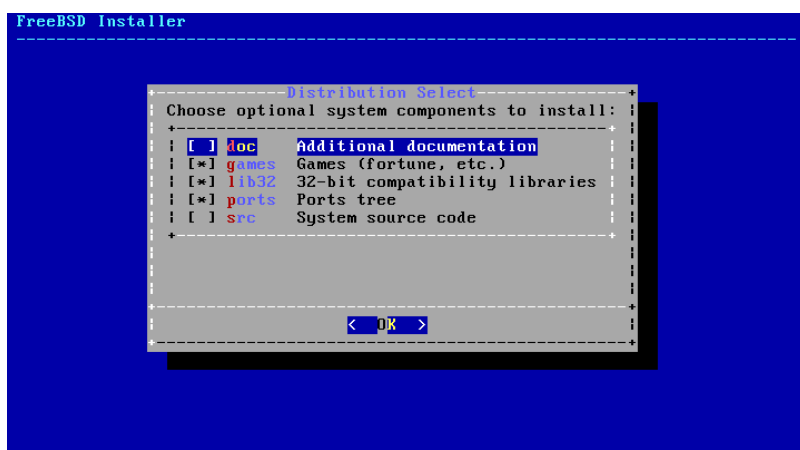 FreeBSD Installer
Distribution Select
Choose optional system components to install:
[ ] doc Additional documentation
[*] games Games (fortune, etc.)
[*] lib32 32-bit compatibility libraries
[*] ports Ports tree
[ ] src System source code
< OK >